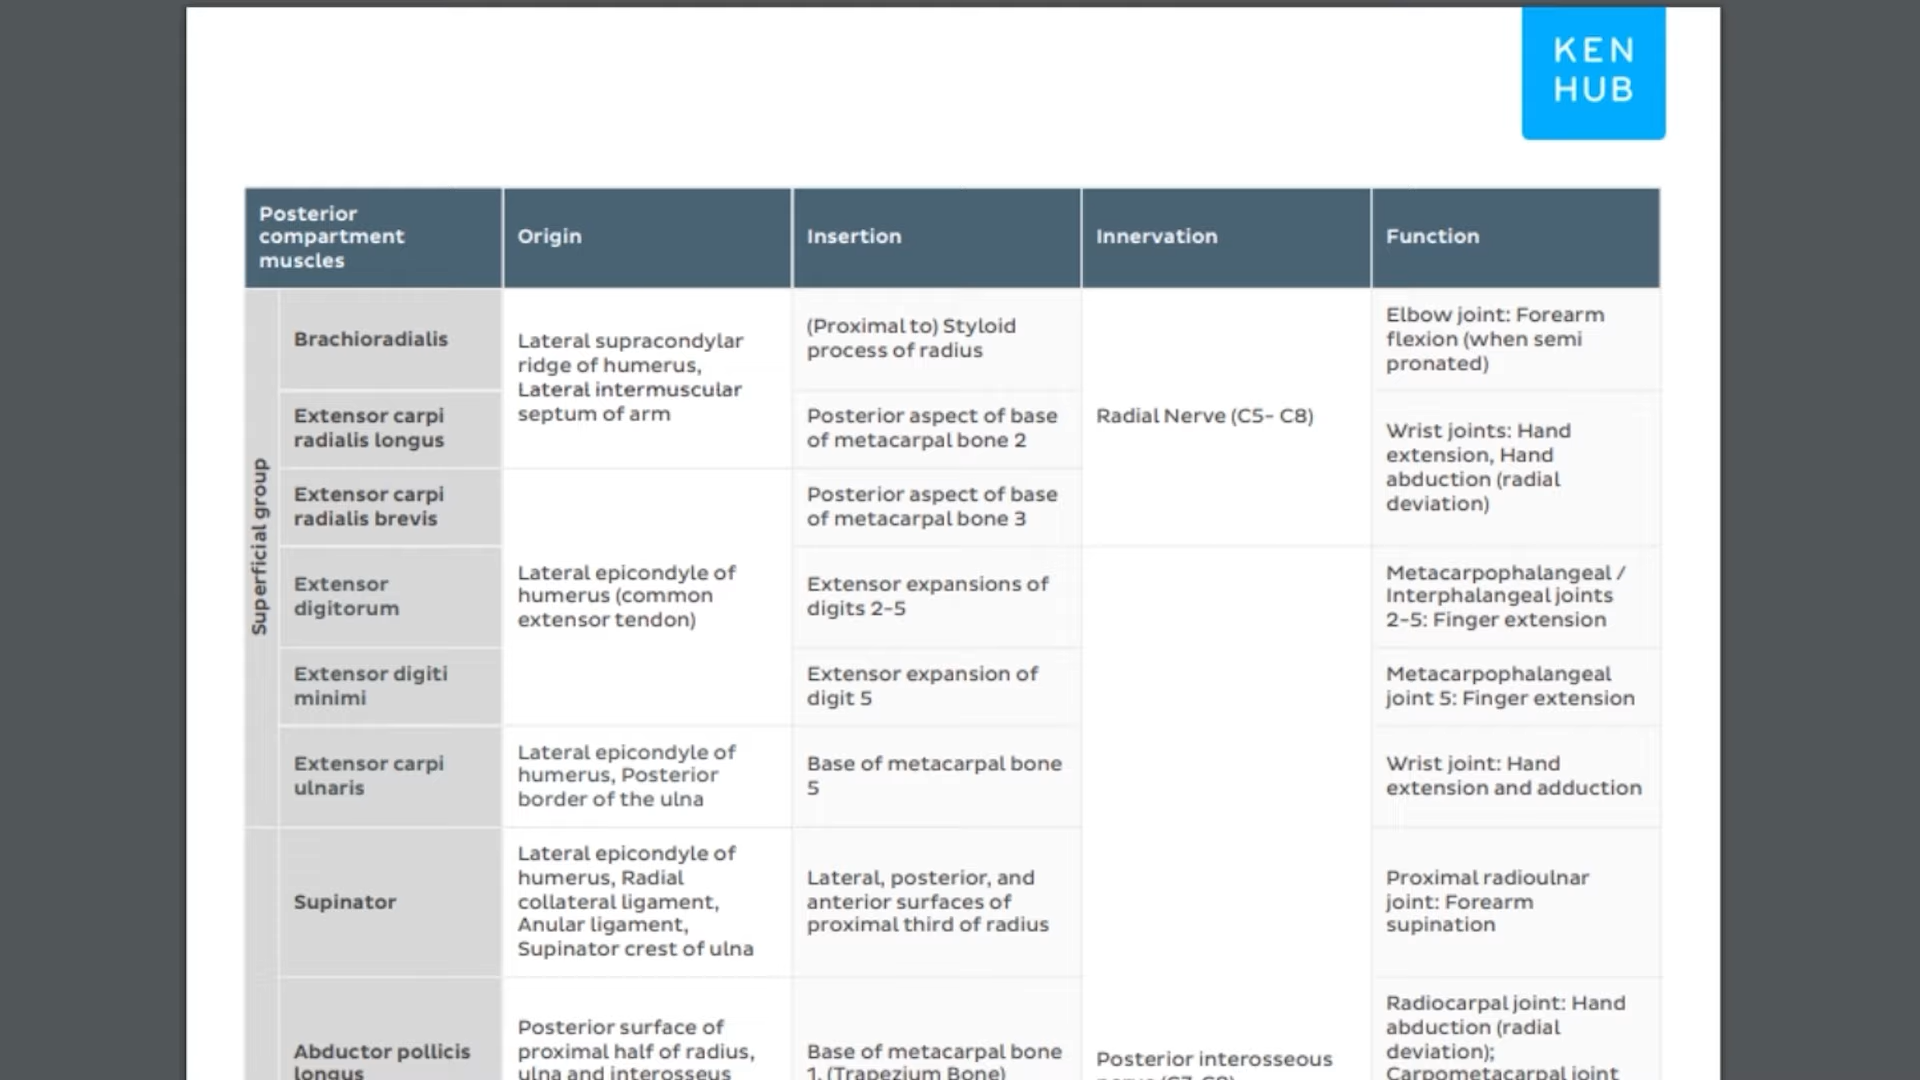 KEN
HUB
Posterior
compartment
muscles
Origin
Insertion
Innervation
Function
Superficial group
Brachioradialis
Lateral supracondylar
ridge of humerus,
Lateral intermuscular
septum of arm
(Proximal to) Styloid
process of radius
Radial Nerve (C5- C8)
Elbow joint: Forearm
flexion (when semi
pronated)
Extensor carpi
radialis longus
Posterior aspect of base
of metacarpal bone 2
Wrist joints: Hand
extension, Hand
abduction (radial
deviation)
Extensor carpi
radialis brevis
Lateral epicondyle of
humerus (common
extensor tendon)
Posterior aspect of base
of metacarpal bone 3
Extensor
digitorum
Extensor expansions of
digits 2-5
Metacarpophalangeal /
Interphalangeal joints
2-5: Finger extension
Extensor digiti
minimi
Extensor expansion of
digit 5
Metacarpophalangeal
joint 5: Finger extension
Extensor carpi
ulnaris
Lateral epicondyle of
humerus, Posterior
border of the ulna
Base of metacarpal bone
5
Wrist joint: Hand
extension and adduction
Supinator
Lateral epicondyle of
humerus, Radial
collateral ligament,
Anular ligament,
Supinator crest of ulna
Lateral, posterior, and
anterior surfaces of
proximal third of radius
Proximal radioulnar
joint: Forearm
supination
Abductor pollicis
longus
Posterior surface of
proximal half of radius,
ulna and interosseus
Base of metacarpal bone
1, (Trapezium Bone)
Posterior interosseous
Radiocarpal joint: Hand
abduction (radial
deviation);
Carpometacarpal joint